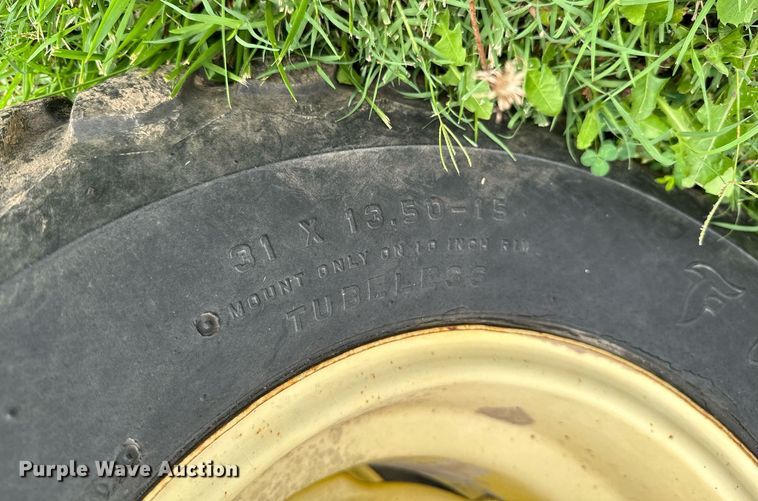 31 X 13.50-15
MOUNT ONLY ON 10 INCH RIM
TUBELESS
Purple Wave Auction